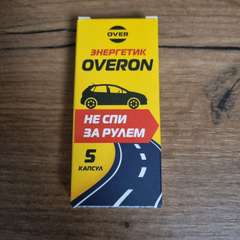 OVER
ЭНЕРГЕТИК
OVERON
НЕ СПИ
ЗА РУЛЕМ
5
КАПСУЛ